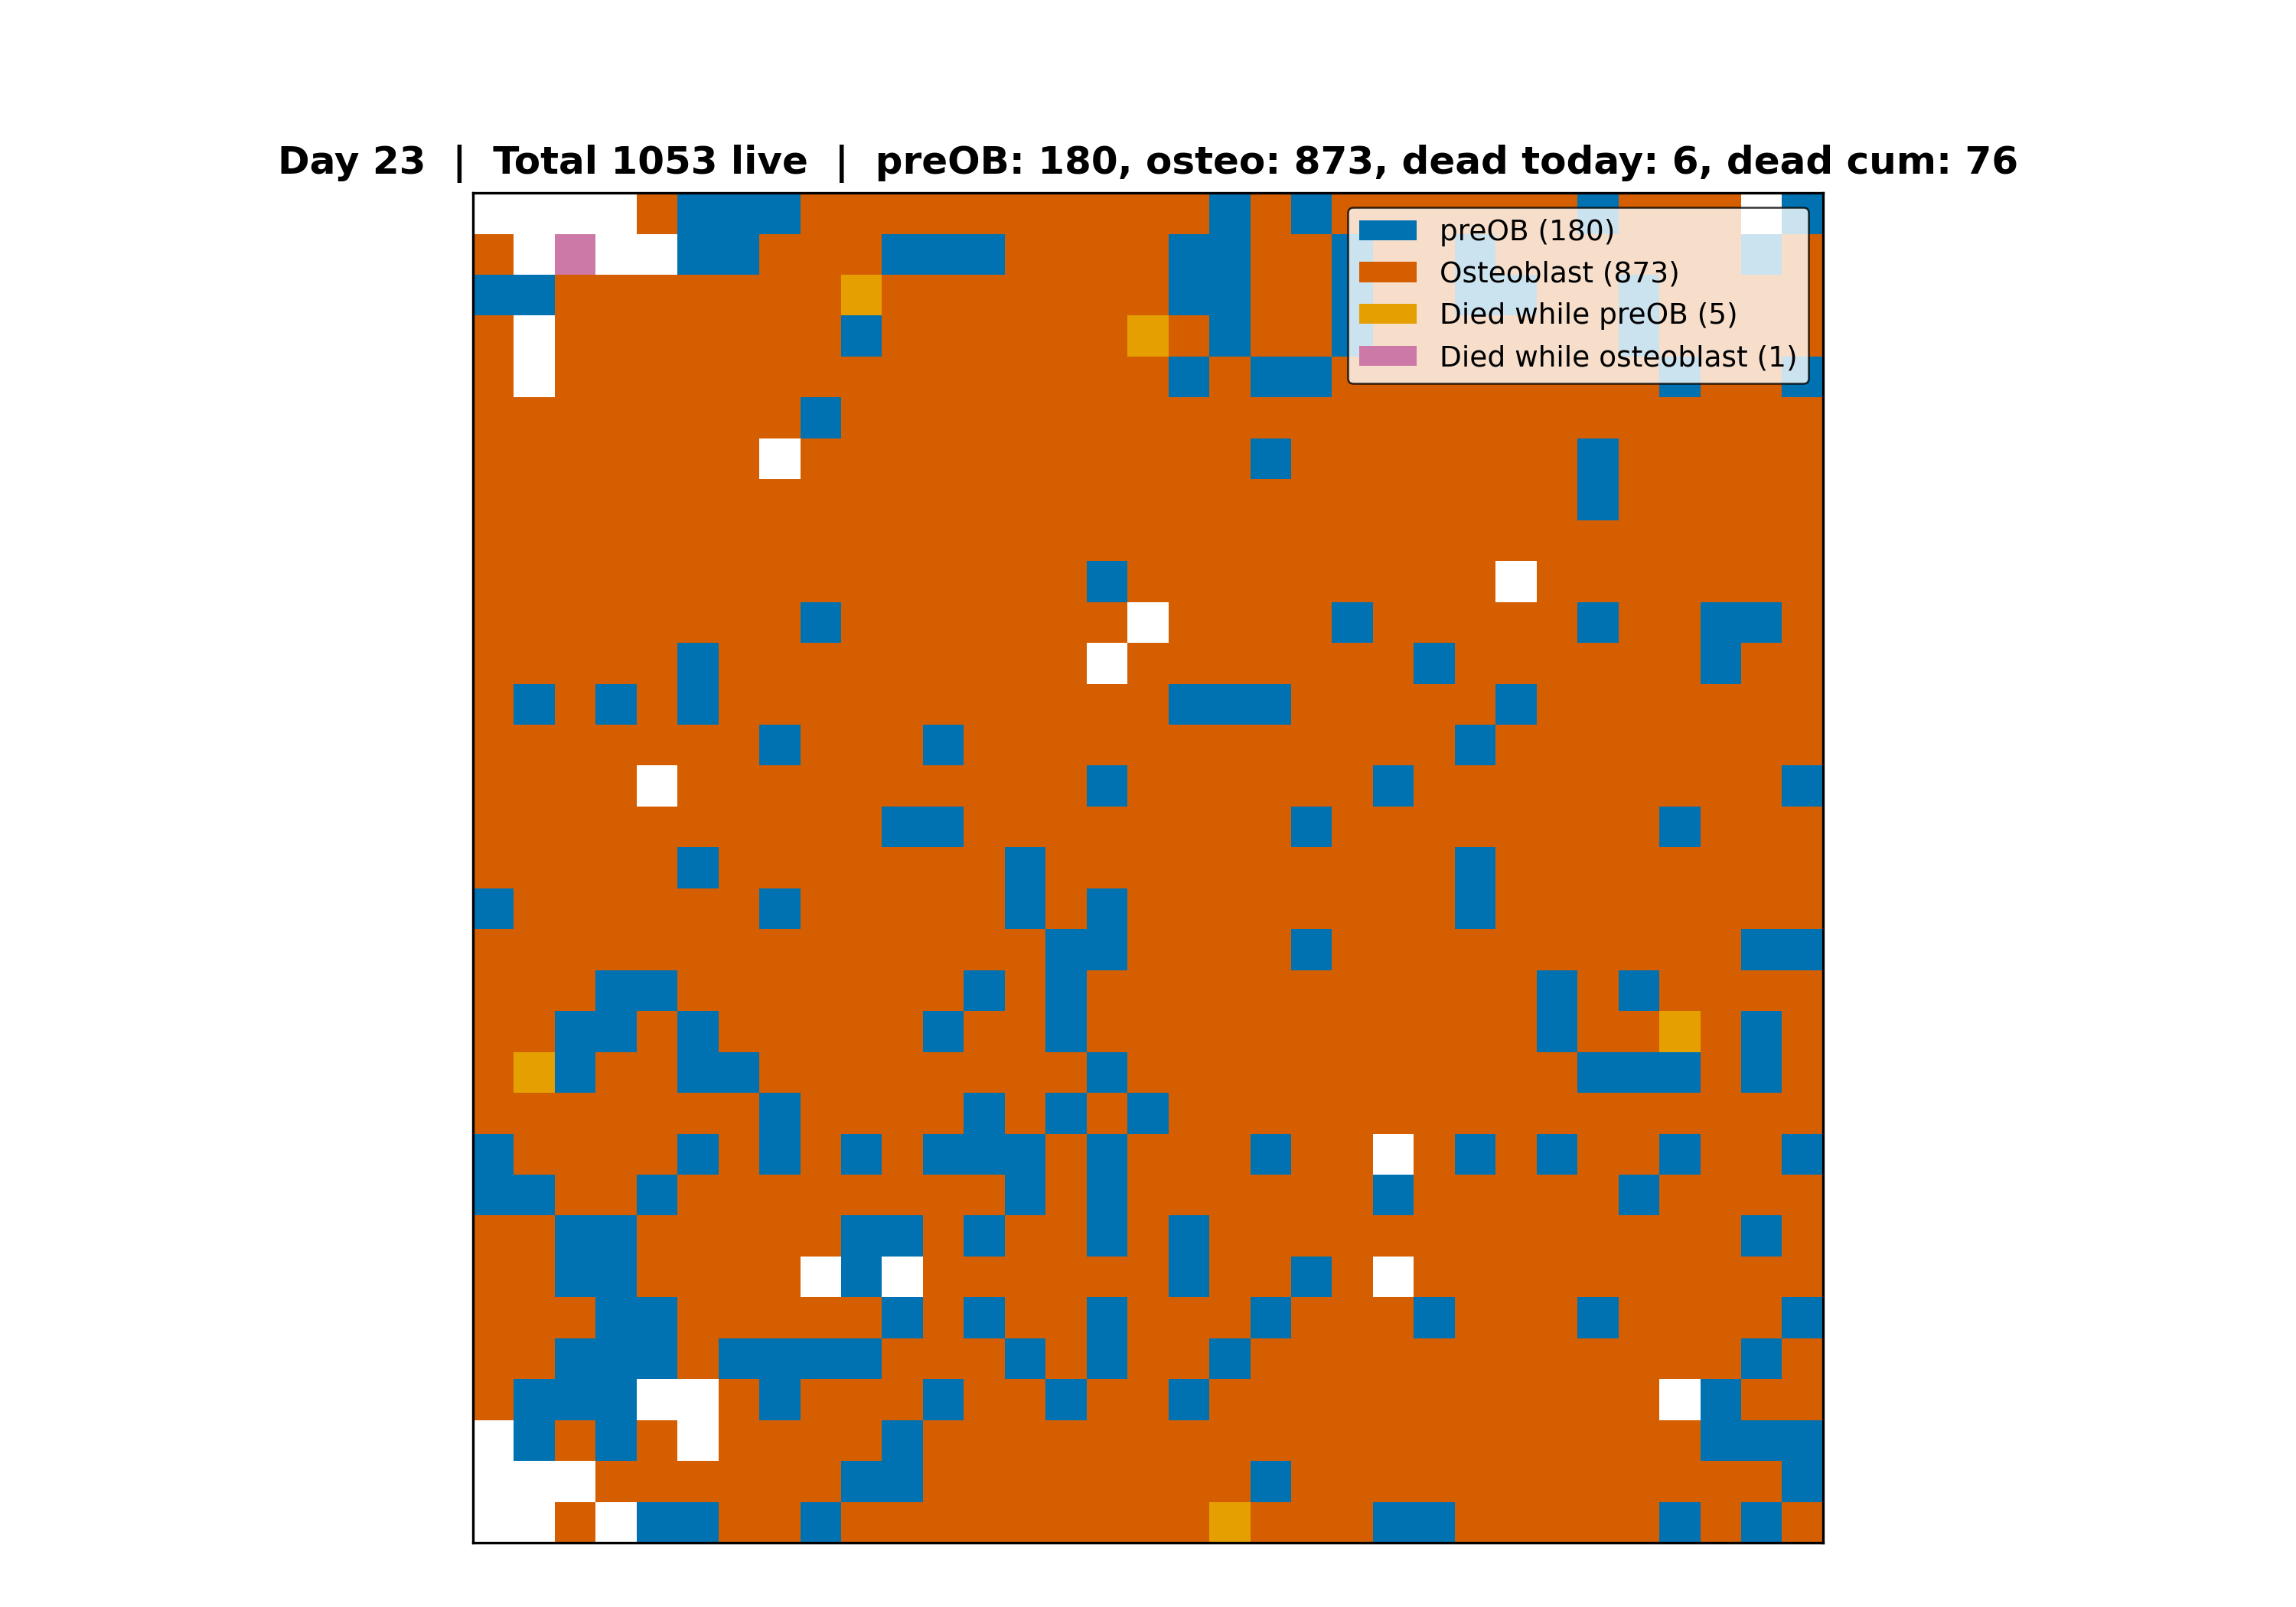 Day 23 | Total 1053 live | preOB: 180, osteo: 873, dead today: 6, dead cum: 76
preOB (180)
Osteoblast (873)
Died while preOB (5)
Died while osteoblast (1)